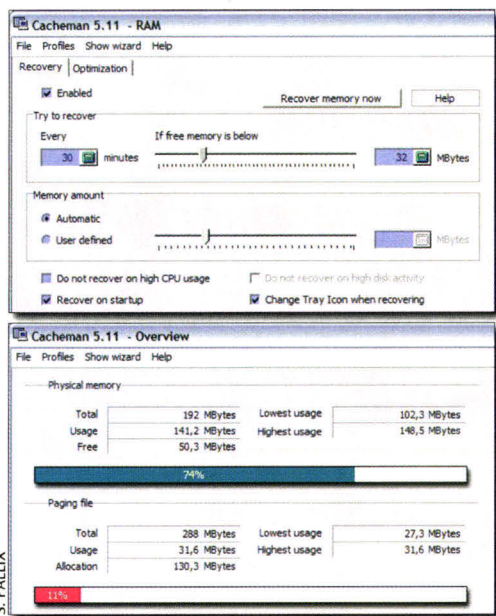 Cacheman 5.11 - RAM
File Profiles Show wizard Help
Recovery Optimization
Enabled
Recover memory now
Help
Try to recover
Every
If free memory is below
30 minutes
32 MBytes
Memory amount
Automatic
User defined
MBytes
Do not recover on high CPU usage
Do not recover on high disk activity
Recover on startup
Change Tray Icon when recovering
Cacheman 5.11 - Overview
File Profiles Show wizard Help
Physical memory
Total 192 MBytes Lowest usage 102,3 MBytes
Usage 141,2 MBytes Highest usage 148,5 MBytes
Free 50,3 MBytes
74%
Paging file
Total 288 MBytes Lowest usage 27,3 MBytes
Usage 31,6 MBytes Highest usage 31,6 MBytes
Allocation 130,3 MBytes
11%
S. FALLIX